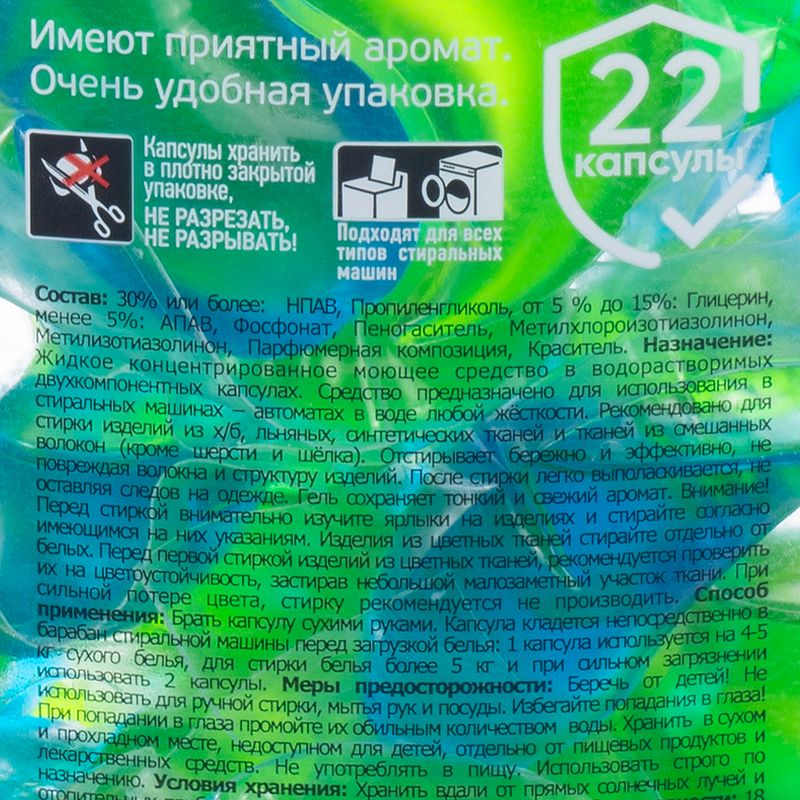 Имеют приятный аромат.
Очень удобная упаковка.
22
капсулы
Капсулы хранить
в плотно закрытой
упаковке,
НЕ РАЗРЕЗАТЬ,
НЕ РАЗРЫВАТЬ!
Подходят для всех
типов стиральных
машин
Состав: 30% или более: НПАВ, Пропиленгликоль, от 5 % до 15%: Глицерин,
менее 5%: АПАВ, Фосфонат, Пеногаситель, Метилхлороизотиазолинон,
Метилизотиазолинон, Парфюмерная композиция, Краситель. Назначение:
Жидкое концентрированное моющее средство в водорастворимых
двухкомпонентных капсулах. Средство предназначено для использования в
стиральных машинах – автоматах в воде любой жёсткости. Рекомендовано для
стирки изделий из х/б, льняных, синтетических тканей и тканей из смешанных
волокон (кроме шерсти и шёлка). Отстирывает бережно и эффективно, не
повреждая волокна и структуру изделий. После стирки легко выполаскивается, не
оставляя следов на одежде. Гель сохраняет тонкий и свежий аромат. Внимание!
Перед стиркой внимательно изучите ярлыки на изделиях и стирайте согласно
имеющимся на них указаниям. Изделия из цветных тканей стирайте отдельно от
белых. Перед первой стиркой изделий из цветных тканей, рекомендуется проверить
их на цветоустойчивость, застирав небольшой малозаметный участок ткани. При
сильной потере цвета, стирку рекомендуется не производить. Способ
применения: Брать капсулу сухими руками. Капсула кладется непосредственно в
барабан стиральной машины перед загрузкой белья: 1 капсула используется на 4-5
кг сухого белья, для стирки белья более 5 кг и при сильном загрязнении
использовать 2 капсулы. Меры предосторожности: Беречь от детей! Не
использовать для ручной стирки, мытья рук и посуды. Избегайте попадания в глаза!
При попадании в глаза промойте их обильным количеством воды. Хранить в сухом
и прохладном месте, недоступном для детей, отдельно от пищевых продуктов и
лекарственных средств. Не употреблять в пищу. Использовать строго по
назначению. Условия хранения: Хранить вдали от прямых солнечных лучей и